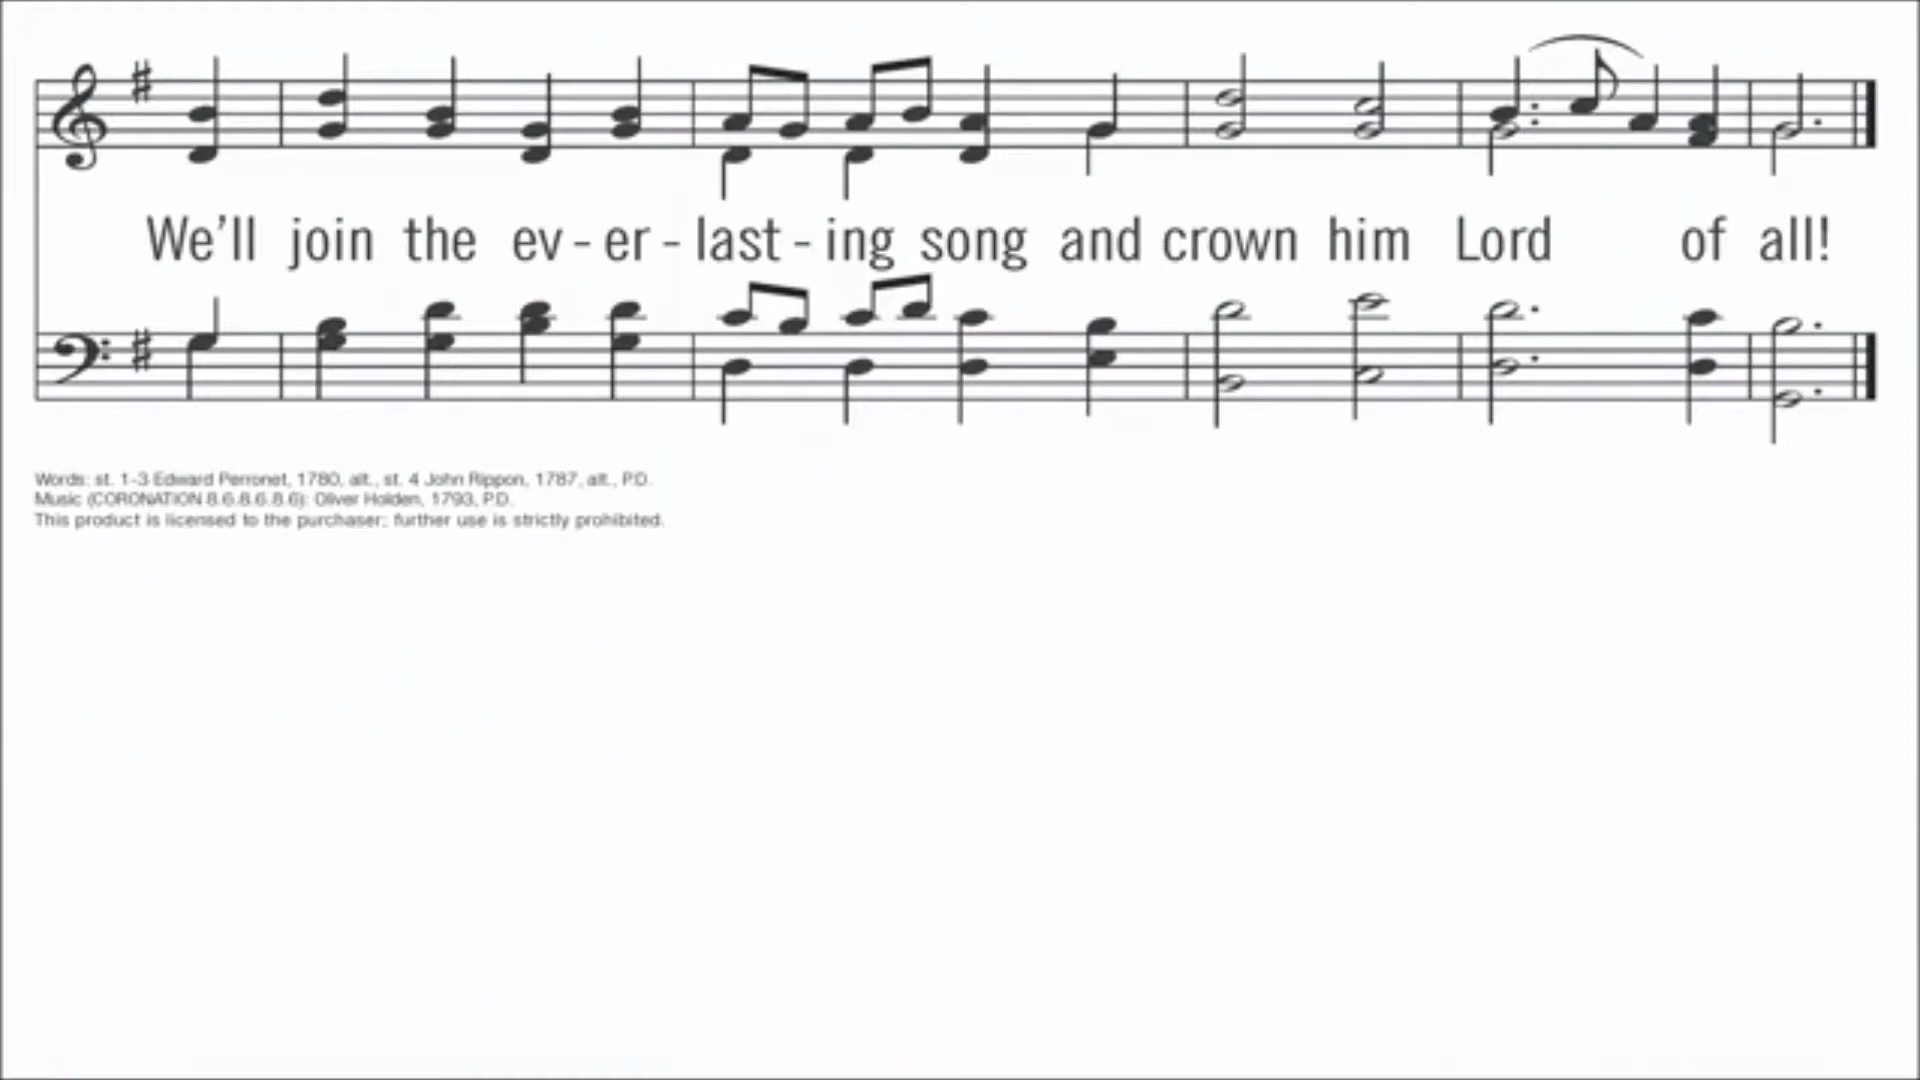 We'll join the ev - er - last - ing song and crown him Lord of all!
Words: st. 1-3 Edward Perronet, 1780, alt., st. 4 John Rippon, 1787, alt., P.D.
Music (CORONATION 8.6.8.6.8.6): Oliver Holden, 1793, P.D.
This product is licensed to the purchaser; further use is strictly prohibited.